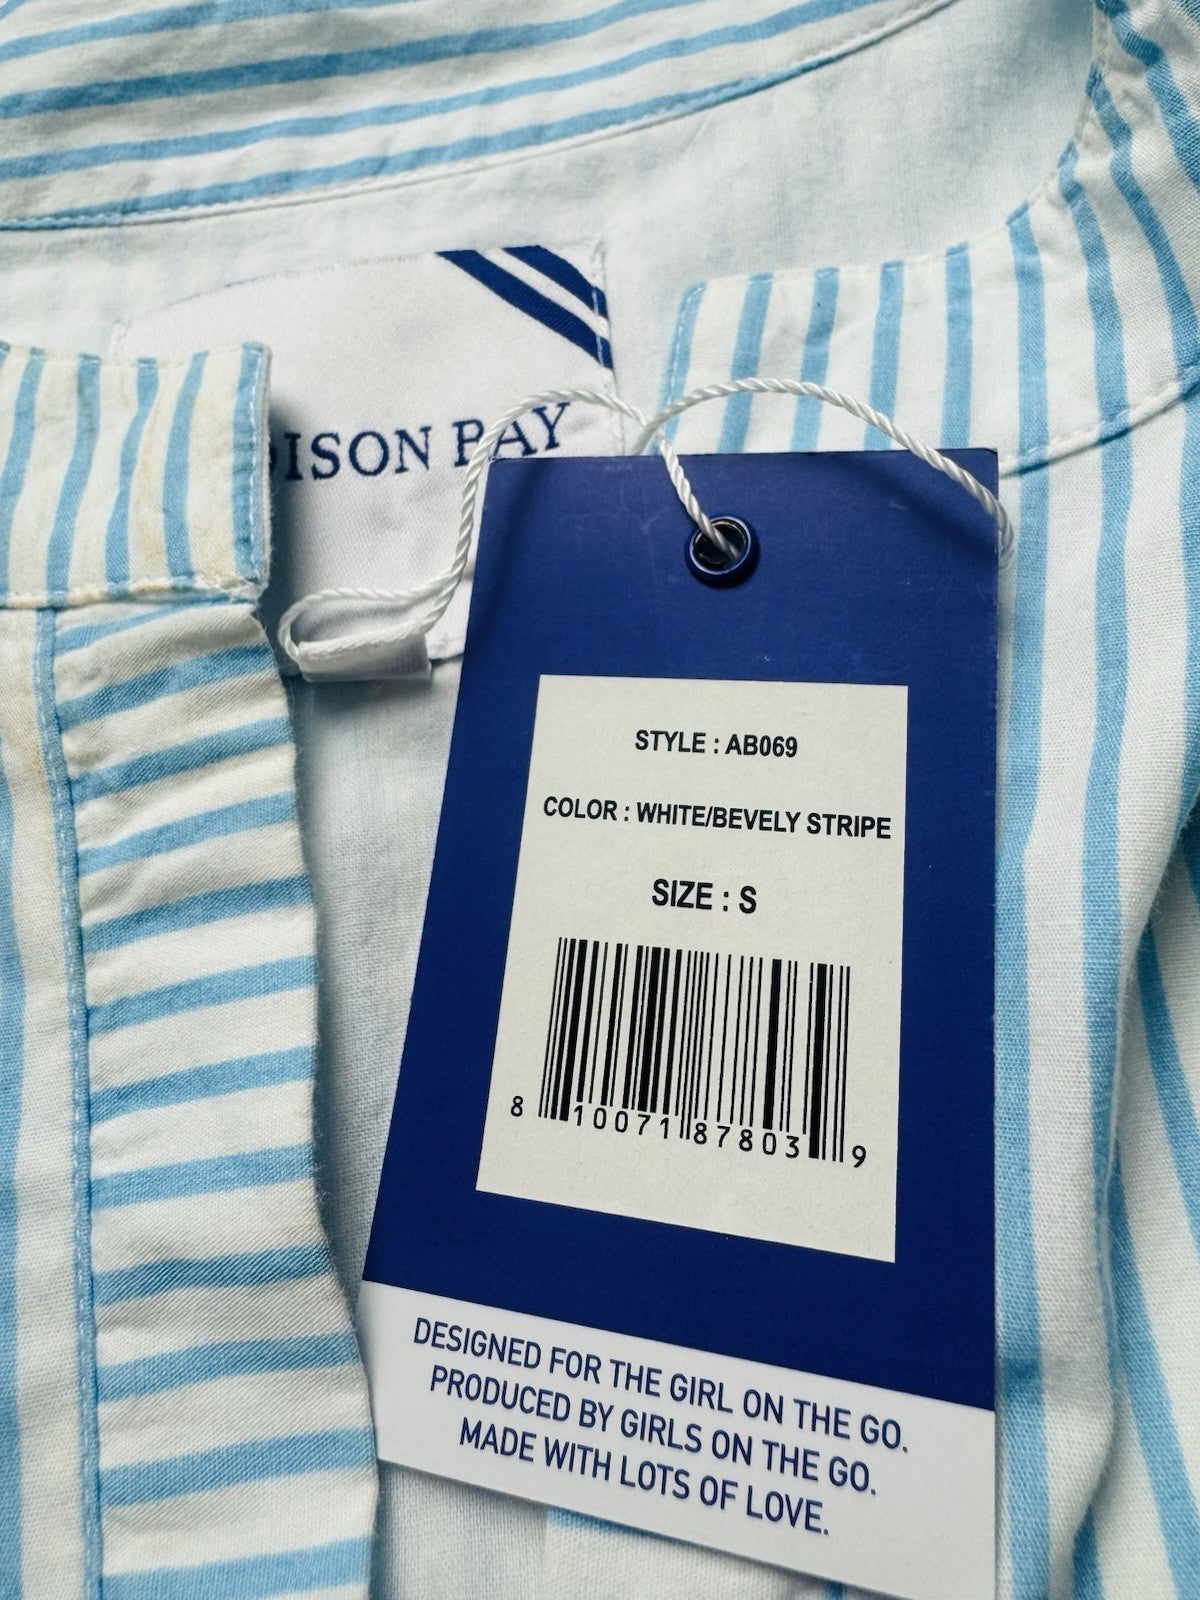 BAY
STYLE : AB069
COLOR : WHITE/BEVELY STRIPE
SIZE : S
8 10071 87803 9
DESIGNED FOR THE GIRL ON THE GO.
PRODUCED BY GIRLS ON THE GO.
MADE WITH LOTS OF LOVE.